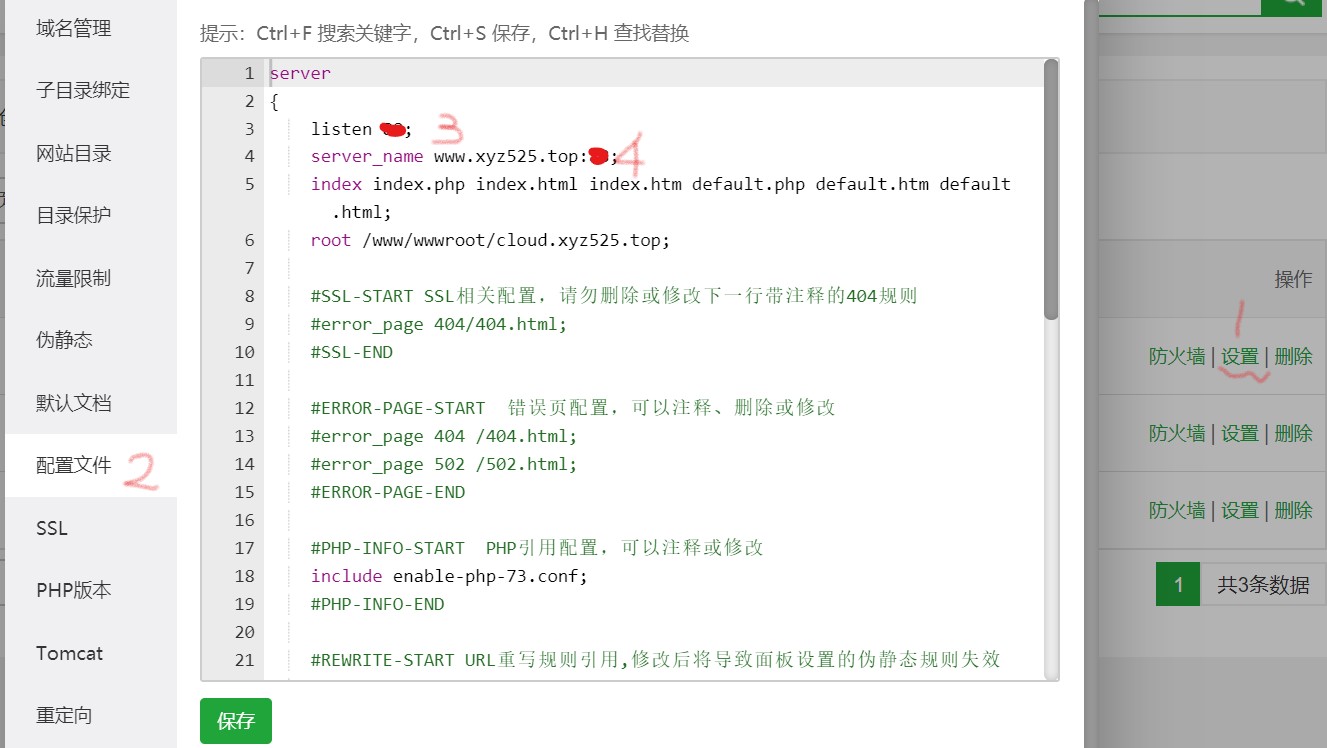 域名管理
子目录绑定
网站目录
目录保护
流量限制
伪静态
默认文档
配置文件 2
SSL
PHP版本
Tomcat
重定向
提示：Ctrl+F 搜索关键字，Ctrl+S 保存，Ctrl+H 查找替换
1 server
2 {
3 listen ; 3
4 server_name www.xyz525.top: ; 4
5 index index.php index.html index.htm default.php default.htm default
.html;
6 root /www/wwwroot/cloud.xyz525.top;
7
8 #SSL-START SSL相关配置，请勿删除或修改下一行带注释的404规则
9 #error_page 404/404.html;
10 #SSL-END
11
12 #ERROR-PAGE-START 错误页配置，可以注释、删除或修改
13 #error_page 404 /404.html;
14 #error_page 502 /502.html;
15 #ERROR-PAGE-END
16
17 #PHP-INFO-START PHP引用配置，可以注释或修改
18 include enable-php-73.conf;
19 #PHP-INFO-END
20
21 #REWRITE-START URL重写规则引用,修改后将导致面板设置的伪静态规则失效
保存
操作
1
防火墙 | 设置 | 删除
防火墙 | 设置 | 删除
防火墙 | 设置 | 删除
1 共3条数据